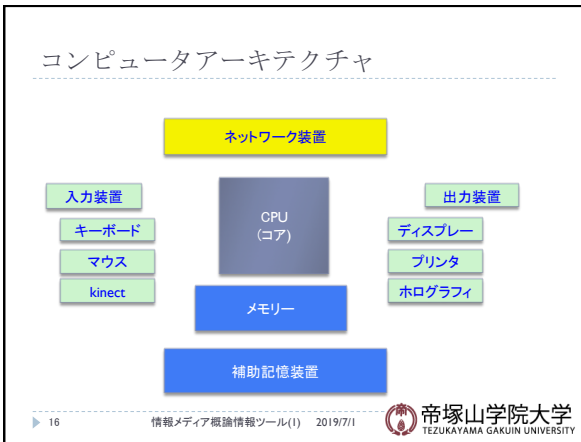 コンピュータアーキテクチャ
ネットワーク装置
入力装置
キーボード
マウス
kinect
CPU
(コア)
メモリー
補助記憶装置
出力装置
ディスプレー
プリンタ
ホログラフィ
16
情報メディア概論情報ツール(1)
2019/7/1
帝塚山学院大学
TEZUKAYAMA GAKUIN UNIVERSITY